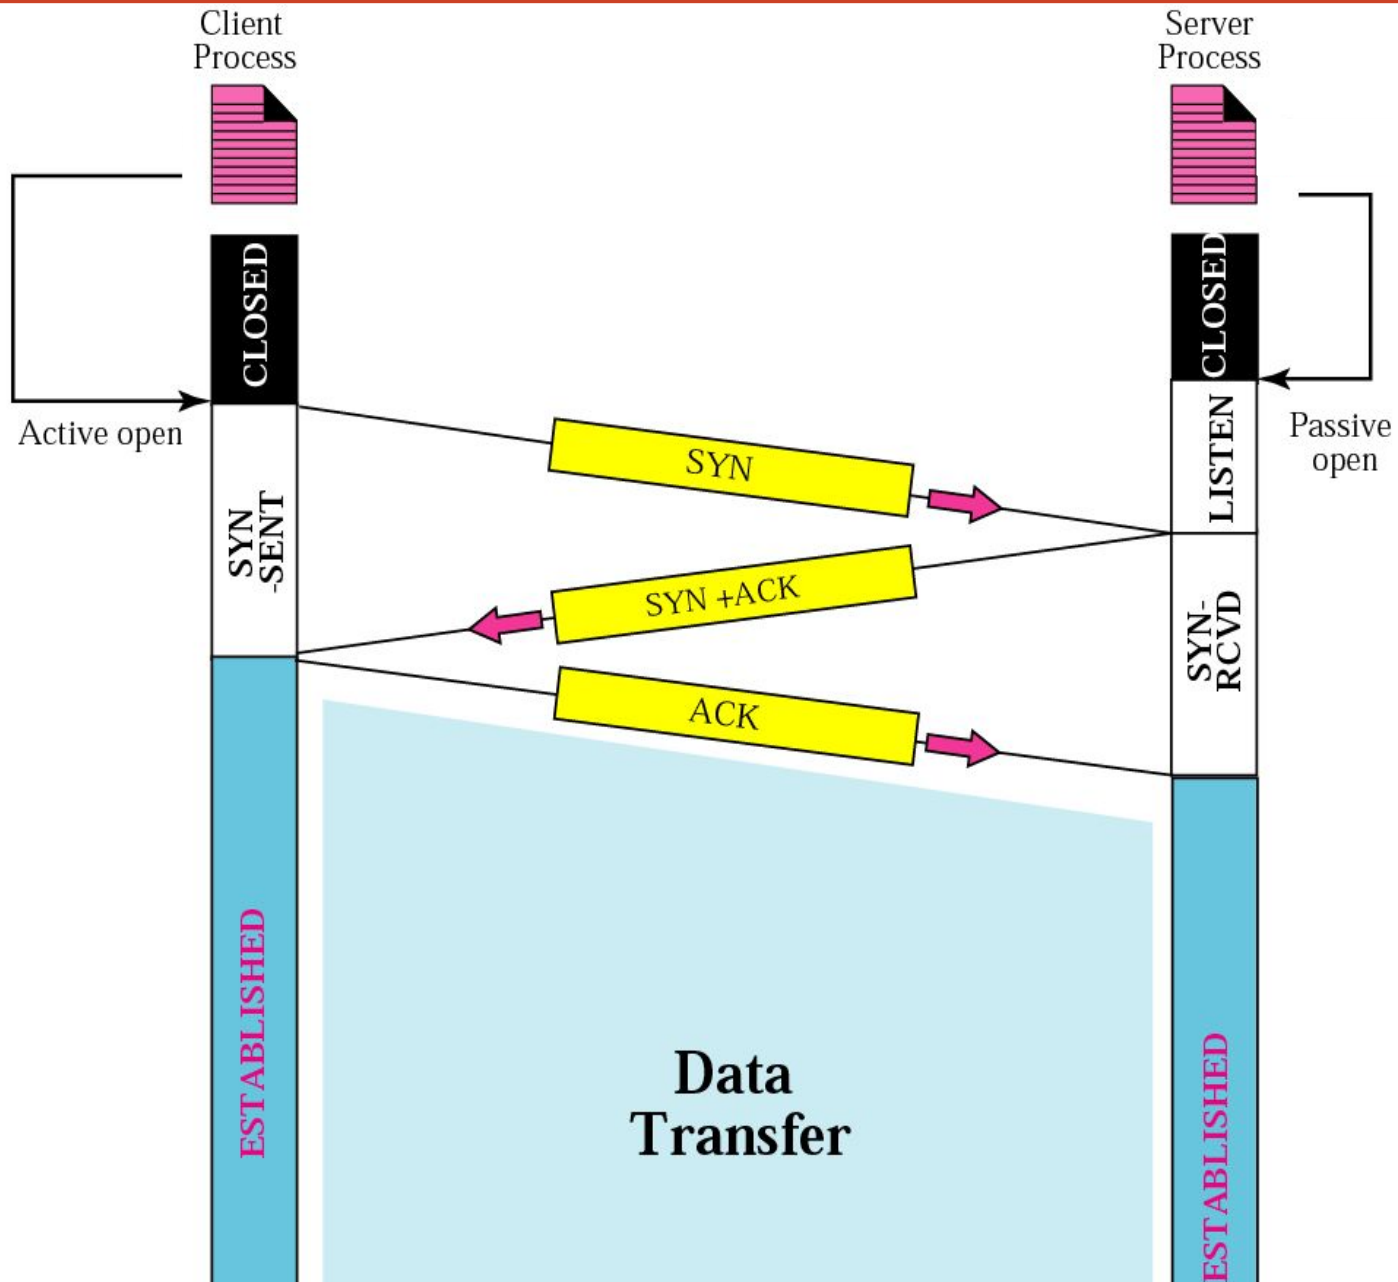 Client
Process
Server
Process
CLOSED
CLOSED
Active open
Passive
open
LISTEN
SYN
SYN
-SENT
SYN +ACK
SYN-
RCVD
ACK
ESTABLISHED
Data
Transfer
ESTABLISHED